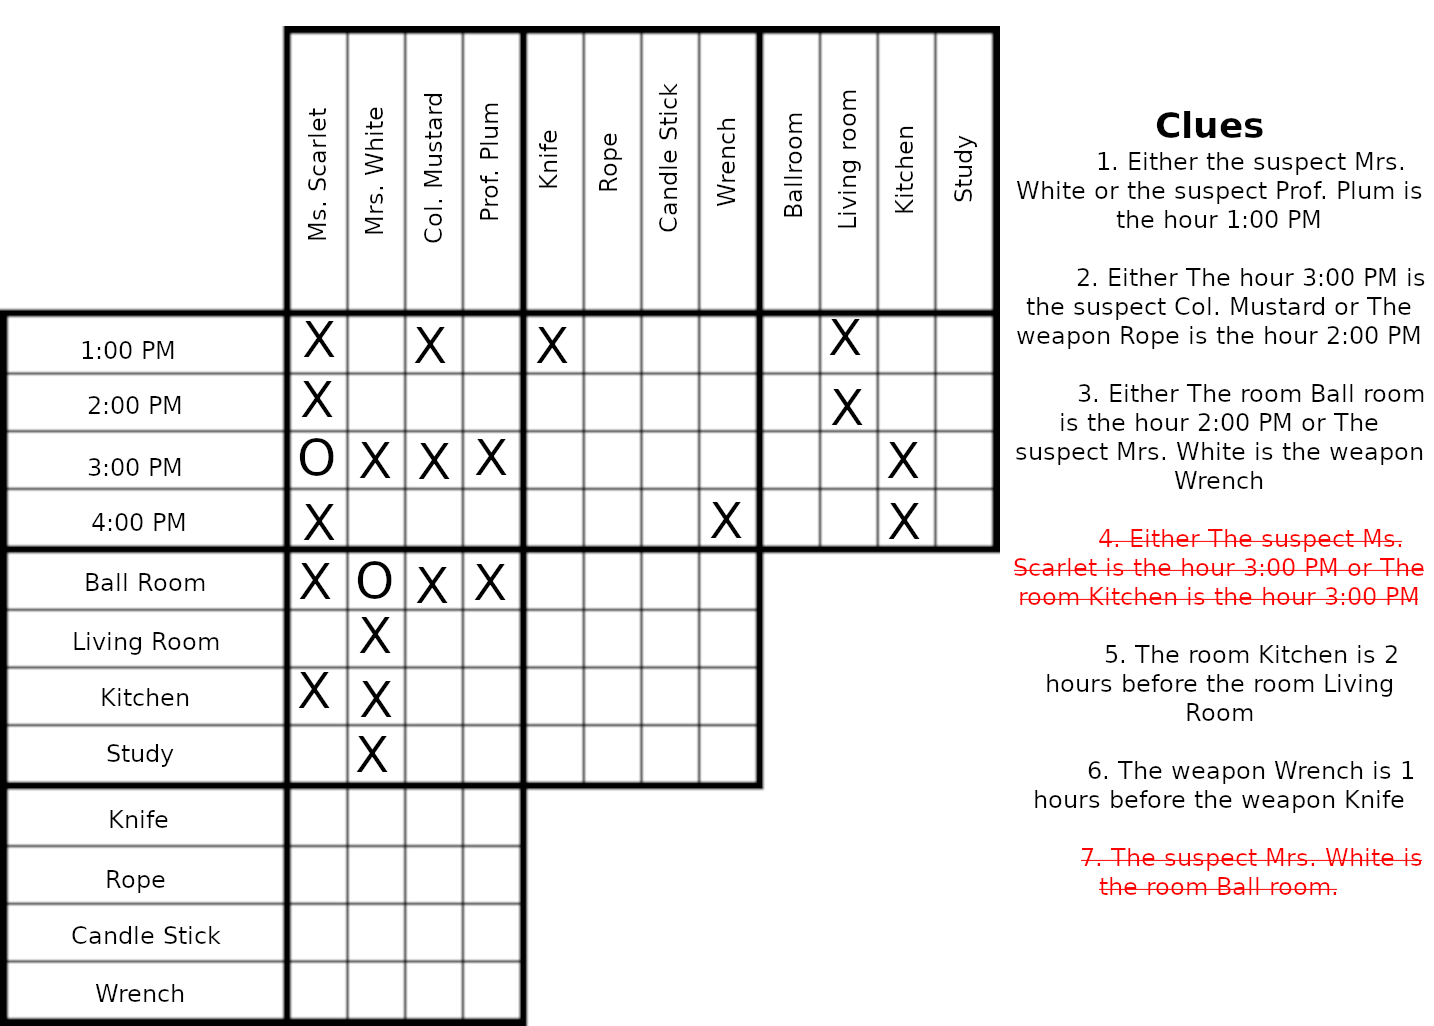 Ms. Scarlet
Mrs. White
Col. Mustard
Prof. Plum
Knife
Rope
Candle Stick
Wrench
Ballroom
Living room
Kitchen
Study
1:00 PM X X X X
2:00 PM X X
3:00 PM O X X X X
4:00 PM X X X
Ball Room X O X X
Living Room X
Kitchen X X
Study X
Knife
Rope
Candle Stick
Wrench
Clues
1. Either the suspect Mrs.
White or the suspect Prof. Plum is
the hour 1:00 PM
2. Either The hour 3:00 PM is
the suspect Col. Mustard or The
weapon Rope is the hour 2:00 PM
3. Either The room Ball room
is the hour 2:00 PM or The
suspect Mrs. White is the weapon
Wrench
4. Either The suspect Ms.
Scarlet is the hour 3:00 PM or The
room Kitchen is the hour 3:00 PM
5. The room Kitchen is 2
hours before the room Living
Room
6. The weapon Wrench is 1
hours before the weapon Knife
7. The suspect Mrs. White is
the room Ball room.